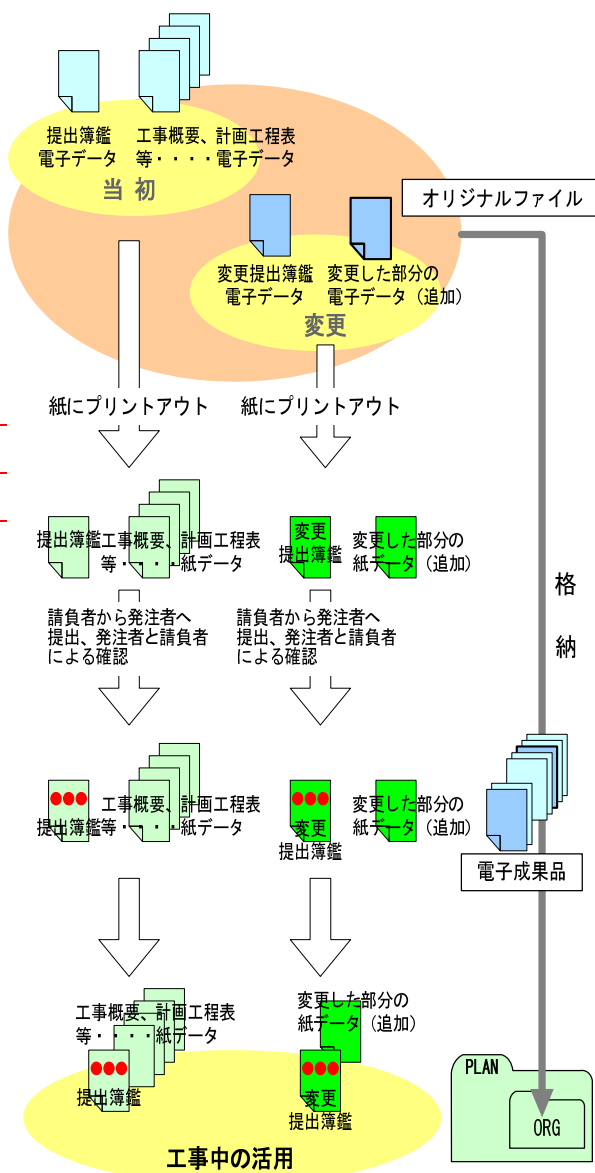 提出簿鑑
電子データ
工事概要、計画工程表
等・・・・電子データ
当 初
オリジナルファイル
変更提出簿鑑
電子データ
変更した部分の
電子データ（追加）
変更
紙にプリントアウト
紙にプリントアウト
提出簿鑑
工事概要、計画工程表
等・・・・紙データ
変更
提出簿鑑
変更した部分の
紙データ（追加）
請負者から発注者へ
提出、発注者と請負者
による確認
請負者から発注者へ
提出、発注者と請負者
による確認
格
納
提出簿鑑
工事概要、計画工程表
等・・・・紙データ
変更
提出簿鑑
変更した部分の
紙データ（追加）
電子成果品
工事概要、計画工程表
等・・・・紙データ
提出簿鑑
変更した部分の
紙データ（追加）
変更
提出簿鑑
工事中の活用
PLAN
ORG